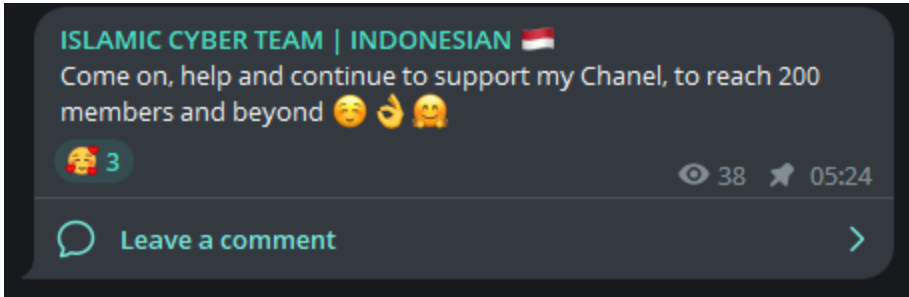 ISLAMIC CYBER TEAM | INDONESIAN 🇮🇩
Come on, help and continue to support my Chanel, to reach 200
members and beyond ☺️👌🤗
🥰 3
38 05:24
Leave a comment